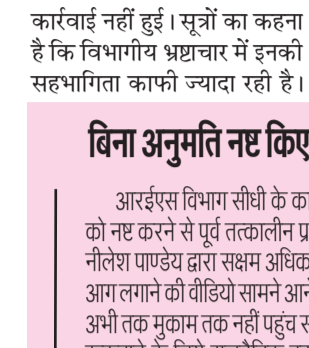 कार्रवाई नहीं हुई। सूत्रों का कहना
है कि विभागीय भ्रष्टाचार में इनकी
सहभागिता काफी ज्यादा रही है।
बिना अनुमति नष्ट किए
आरईएस विभाग सीधी के
को नष्ट करने से पूर्व तत्कालीन
नीलेश पाण्डेय द्वारा सक्षम
आग लगाने की वीडियो सामने
अभी तक मुकाम तक नहीं पहुंच